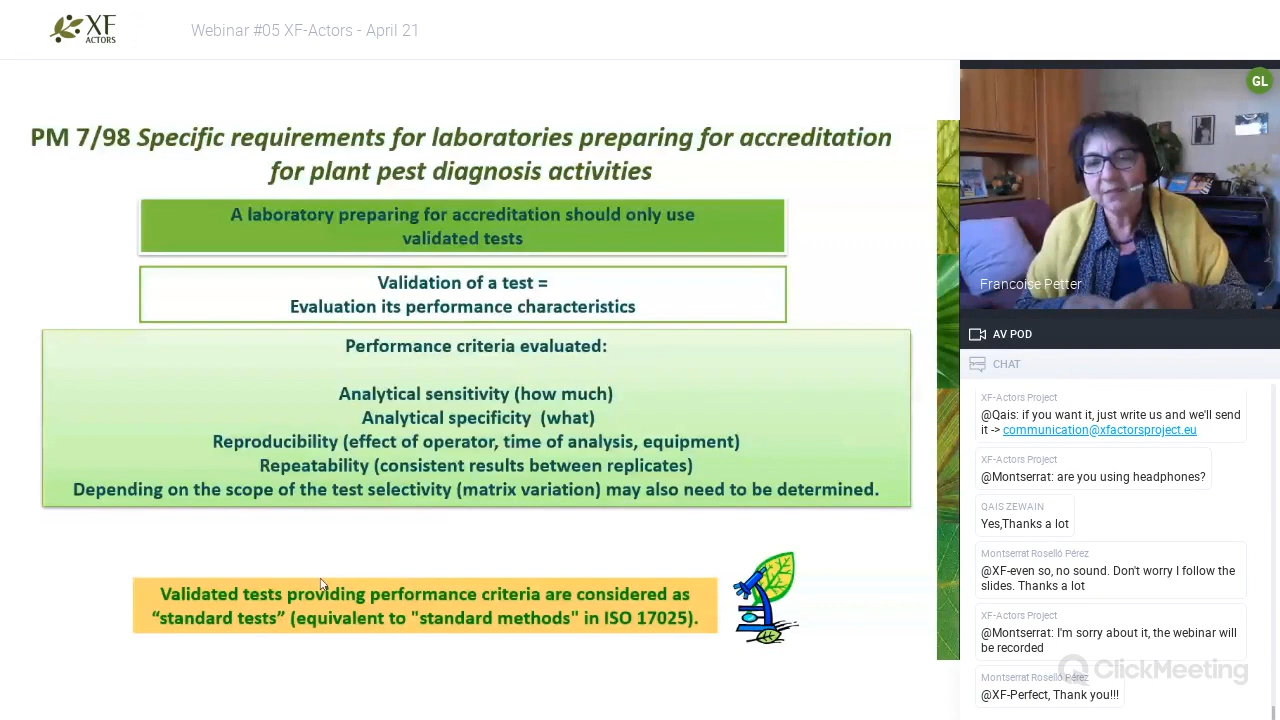 XF
ACTORS
Webinar #05 XF-Actors - April 21
PM 7/98 Specific requirements for laboratories preparing for accreditation
for plant pest diagnosis activities
A laboratory preparing for accreditation should only use
validated tests
Validation of a test =
Evaluation its performance characteristics
Performance criteria evaluated:
Analytical sensitivity (how much)
Analytical specificity (what)
Reproducibility (effect of operator, time of analysis, equipment)
Repeatability (consistent results between replicates)
Depending on the scope of the test selectivity (matrix variation) may also need to be determined.
Validated tests providing performance criteria are considered as
“standard tests” (equivalent to "standard methods" in ISO 17025).
GL
Francoise Petter
AV POD
CHAT
XF-Actors Project
@Qais: if you want it, just write us and we'll send
it -> communication@xfactorsproject.eu
XF-Actors Project
@Montserrat: are you using headphones?
QAIS ZEWAIN
Yes,Thanks a lot
Montserrat Roselló Pérez
@XF-even so, no sound. Don't worry I follow the
slides. Thanks a lot
XF-Actors Project
@Montserrat: I'm sorry about it, the webinar will
be recorded
Montserrat Roselló Pérez
@XF-Perfect, Thank you!!!
ClickMeeting